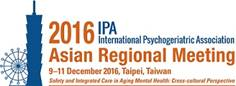 2016 IPA
International Psychogeriatric Association
Asian Regional Meeting
9–11 December 2016, Taipei, Taiwan
Safety and Integrated Care in Aging Mental Health: Cross-cultural Perspective